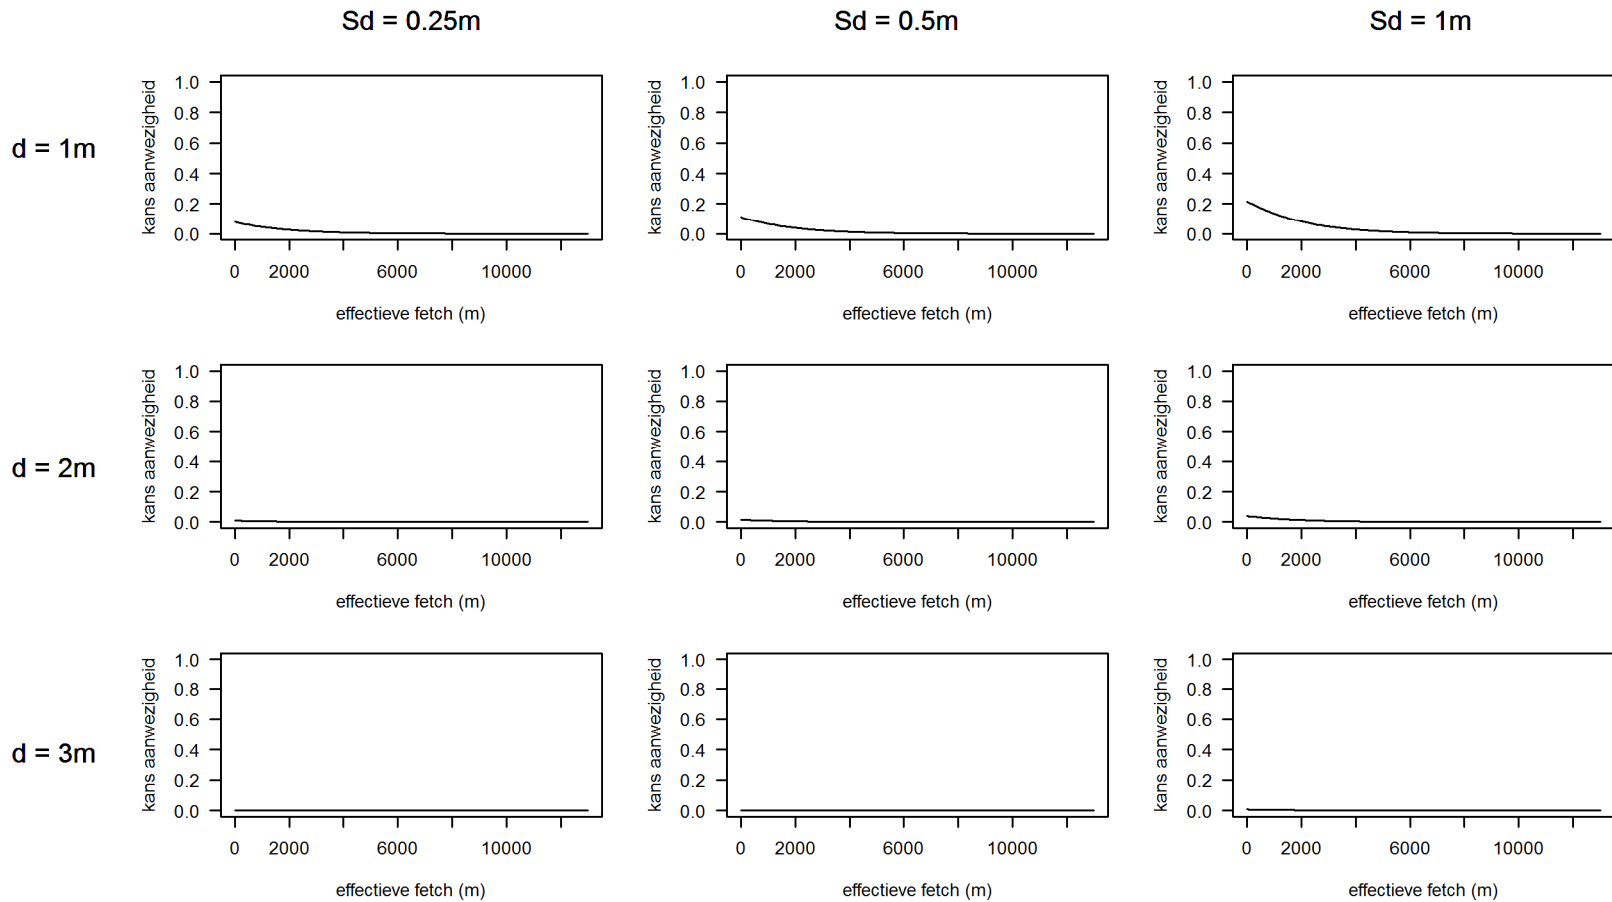 Sd = 0.25m Sd = 0.5m Sd = 1m
d = 1m
kans aanwezigheid kans aanwezigheid kans aanwezigheid
1.0 1.0 1.0
0.8 0.8 0.8
0.6 0.6 0.6
0.4 0.4 0.4
0.2 0.2 0.2
0.0 0.0 0.0
0 2000 6000 10000 0 2000 6000 10000 0 2000 6000 10000
effectieve fetch (m) effectieve fetch (m) effectieve fetch (m)
d = 2m
kans aanwezigheid kans aanwezigheid kans aanwezigheid
1.0 1.0 1.0
0.8 0.8 0.8
0.6 0.6 0.6
0.4 0.4 0.4
0.2 0.2 0.2
0.0 0.0 0.0
0 2000 6000 10000 0 2000 6000 10000 0 2000 6000 10000
effectieve fetch (m) effectieve fetch (m) effectieve fetch (m)
d = 3m
kans aanwezigheid kans aanwezigheid kans aanwezigheid
1.0 1.0 1.0
0.8 0.8 0.8
0.6 0.6 0.6
0.4 0.4 0.4
0.2 0.2 0.2
0.0 0.0 0.0
0 2000 6000 10000 0 2000 6000 10000 0 2000 6000 10000
effectieve fetch (m) effectieve fetch (m) effectieve fetch (m)